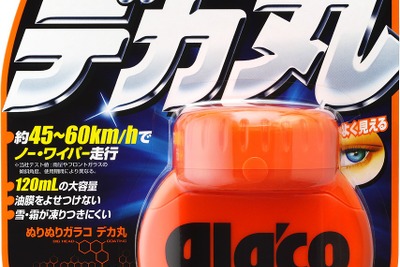 デカ丸
よく見える
●約45~60km/hで
ノー・ワイパー走行
●120mLの大容量
●油膜をよせつけない
●雪・霜が凍りつきにくい
ぬりぬりガラコ デカ丸
BIG HEAD COATING
glaco